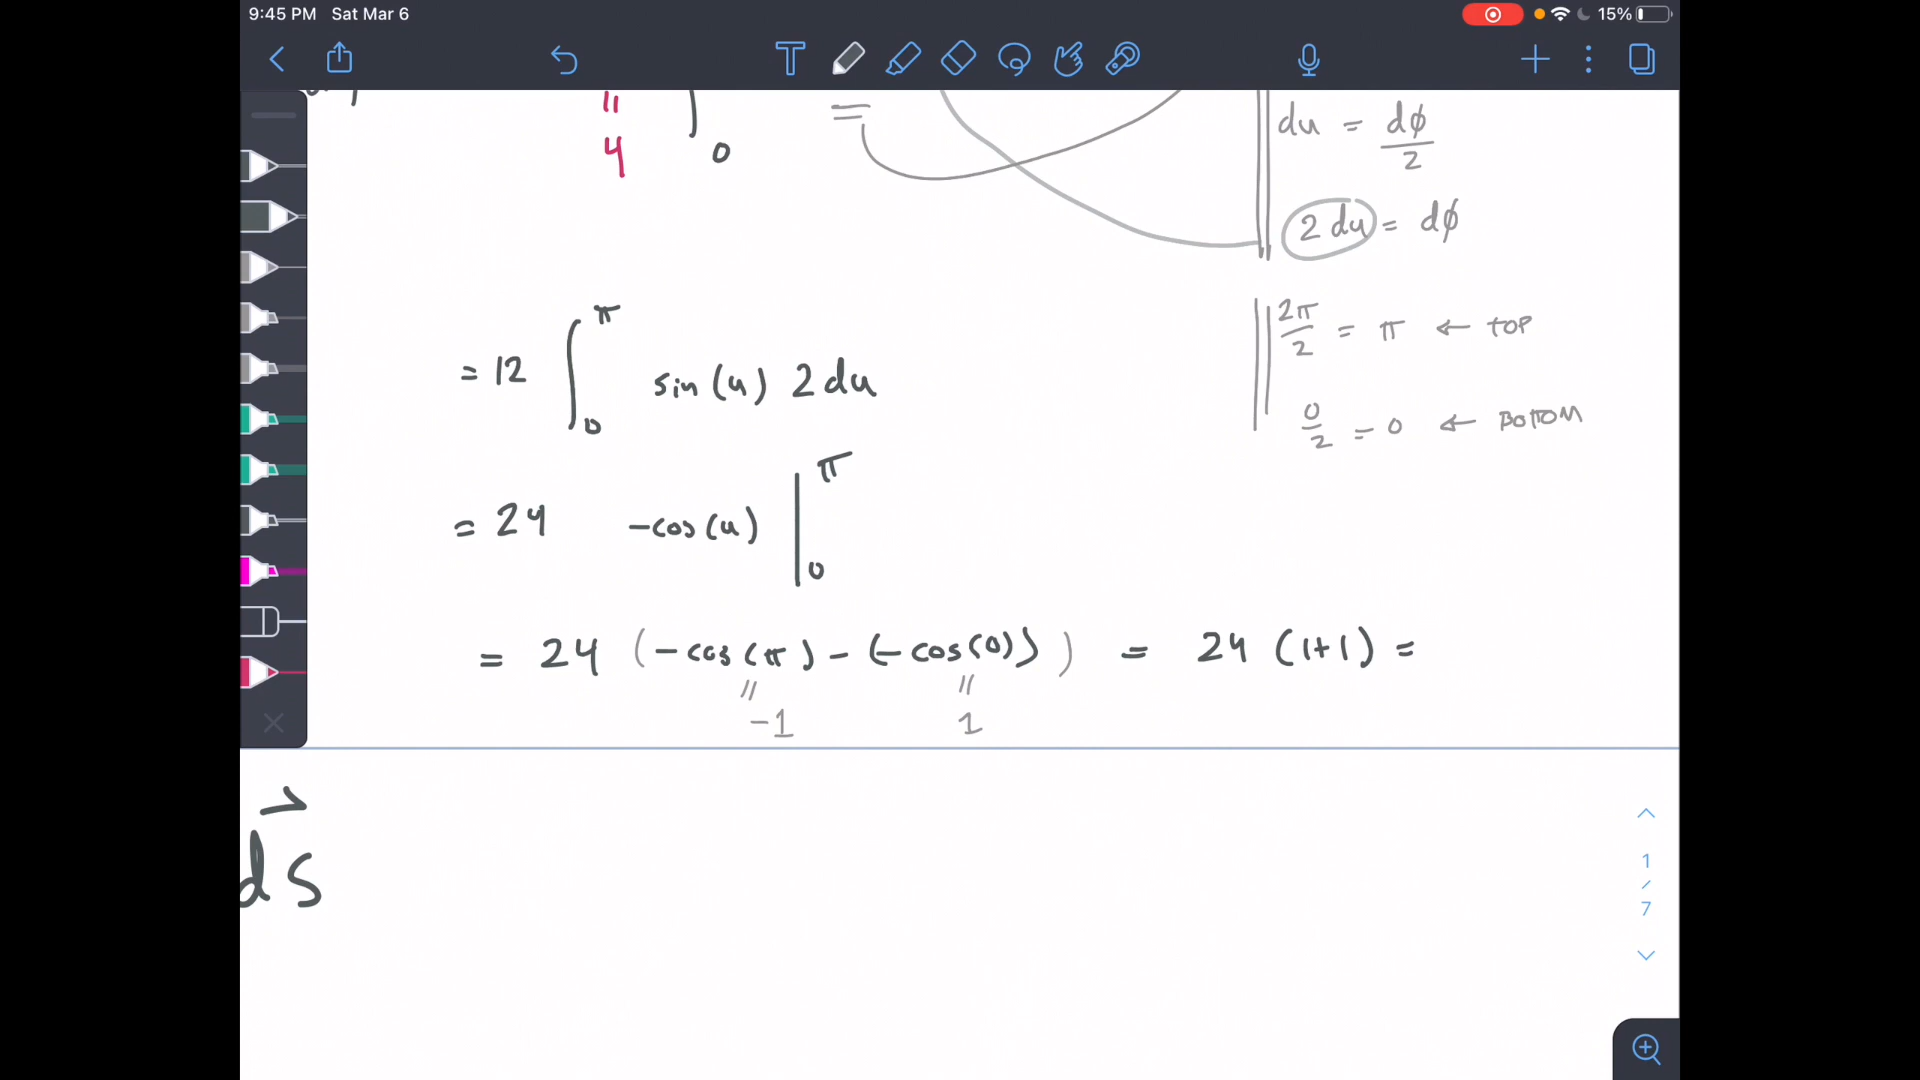 9:45 PM Sat Mar 6
15%
T
du = dφ/2
4
0
2 du = dφ
2π/2 = π ← TOP
= 12 ∫₀^π sin(u) 2 du
0/2 = 0 ← BOTTOM
= 24 -cos(u) |₀^π
= 24 (-cos(π) - (-cos(0))) = 24 (1+1) =
-1
1
ds
1
/
7